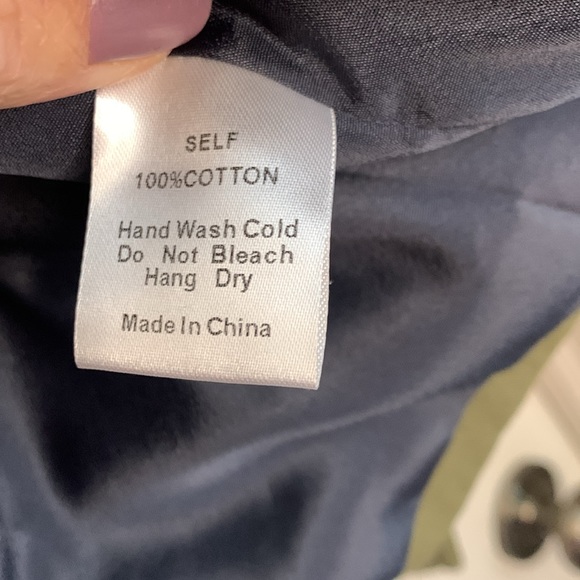 SELF
100%COTTON
Hand Wash Cold
Do Not Bleach
Hang Dry
Made In China